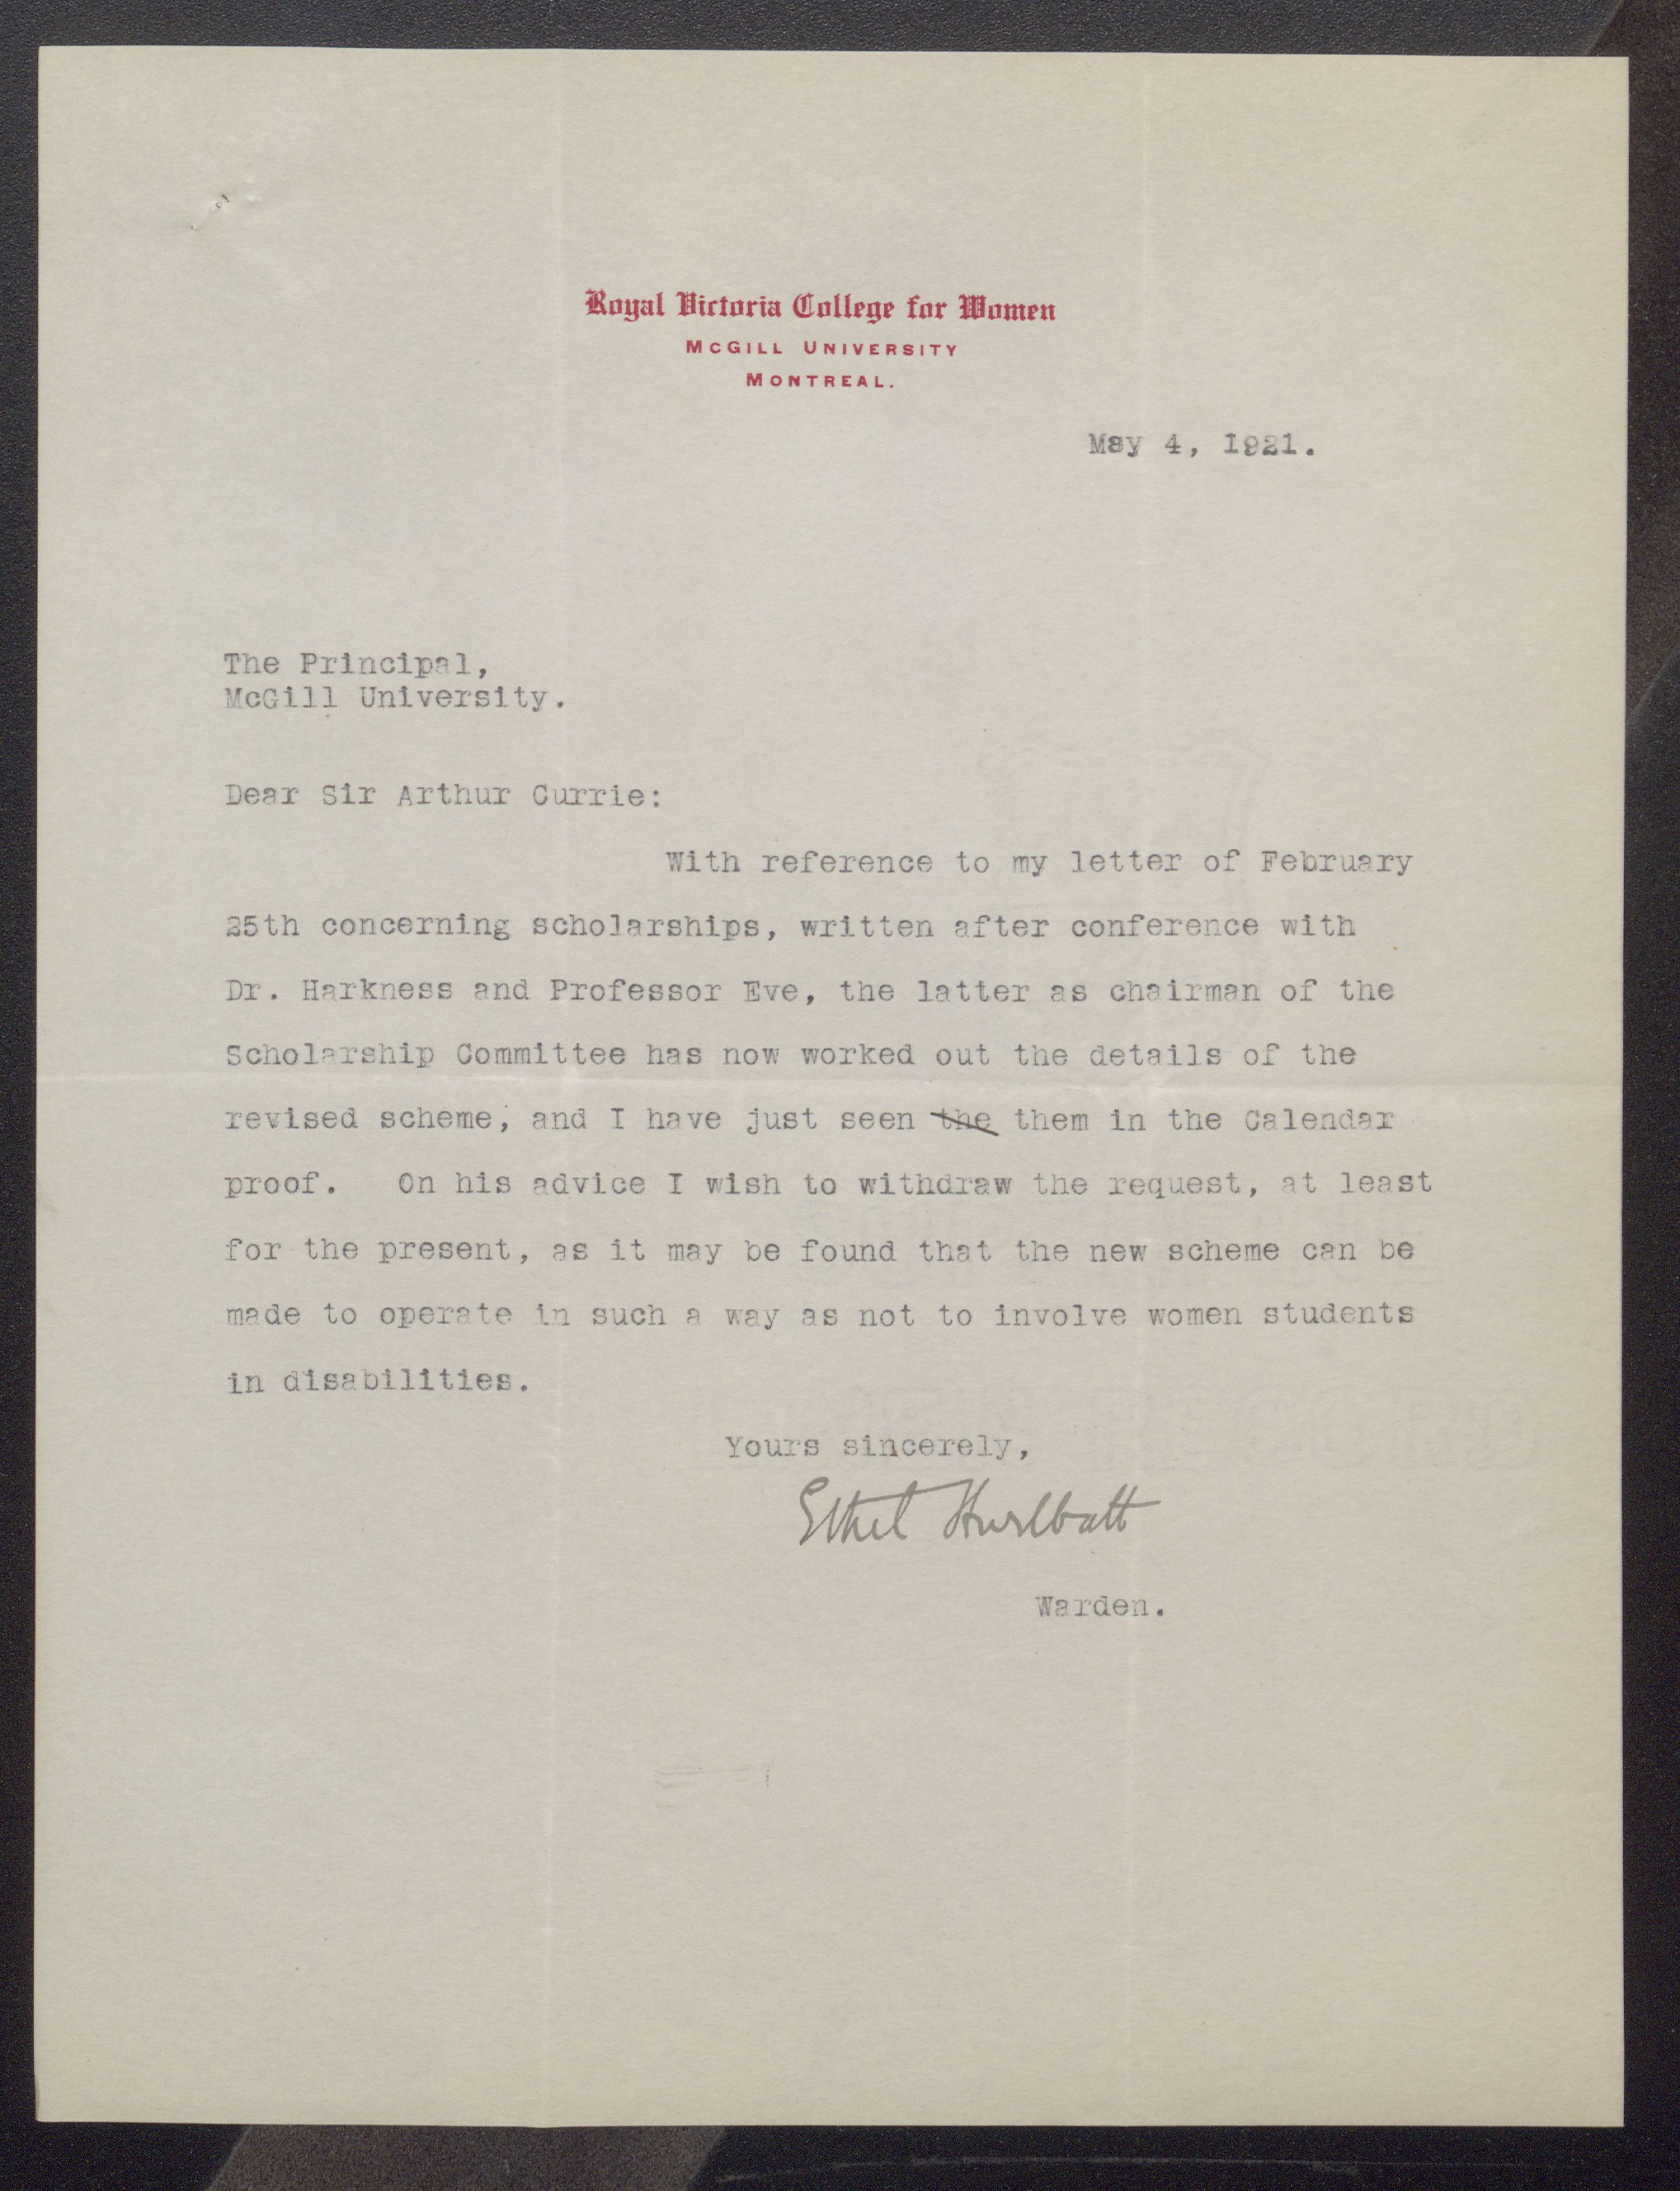 Royal Victoria College for Women
McGILL UNIVERSITY
MONTREAL.
May 4, 1921.
The Principal,
McGill University.
Dear Sir Arthur Currie:
With reference to my letter of February
25th concerning scholarships, written after conference with
Dr. Harkness and Professor Eve, the latter as chairman of the
Scholarship Committee has now worked out the details of the
revised scheme, and I have just seen the them in the Calendar
proof. On his advice I wish to withdraw the request, at least
for the present, as it may be found that the new scheme can be
made to operate in such a way as not to involve women students
in disabilities.
Yours sincerely,
Ethel Hurlbatt
Warden.